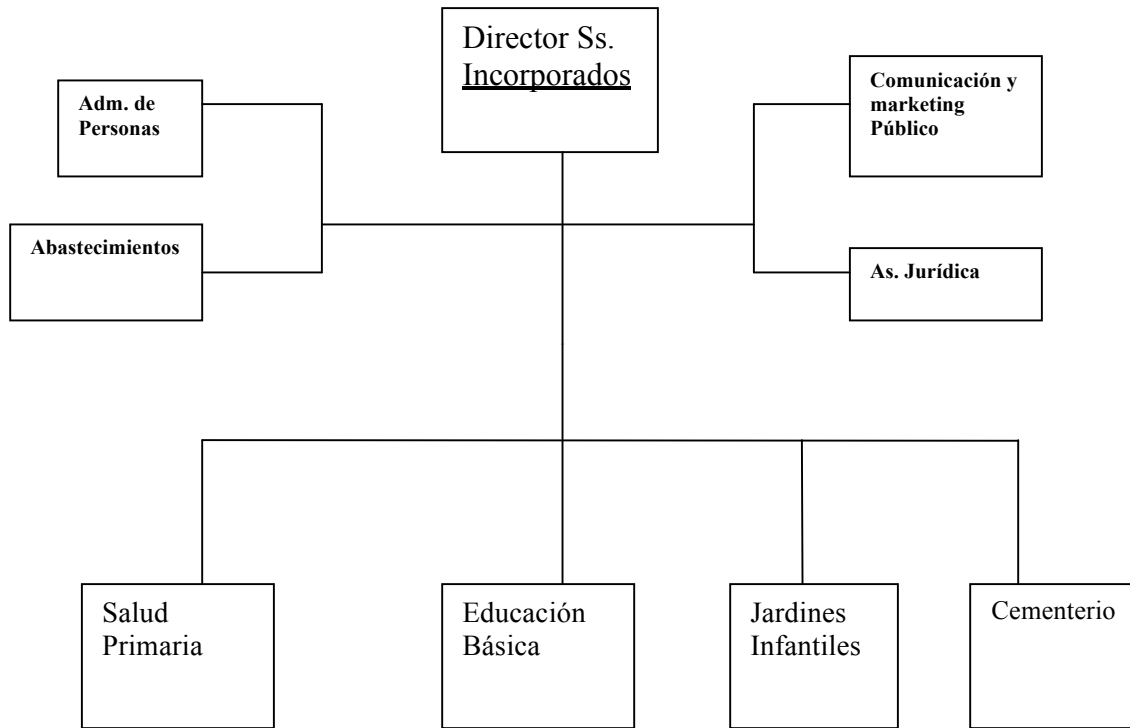 Director Ss.
Incorporados
Adm. de
Personas
Comunicación y
marketing
Público
Abastecimientos
As. Jurídica
Salud
Primaria
Educación
Básica
Jardines
Infantiles
Cementerio